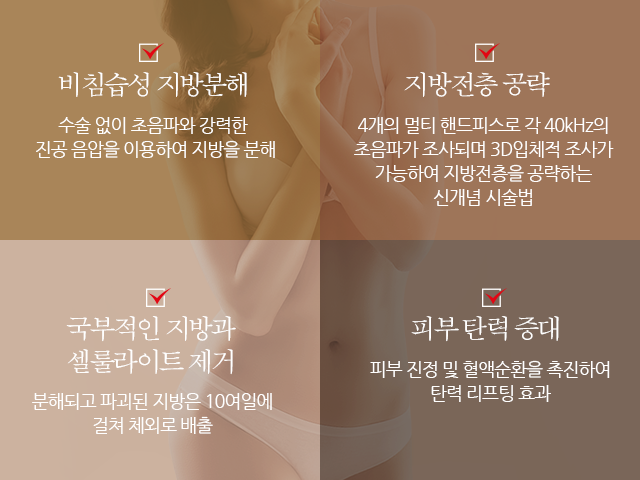 비침습성 지방분해
수술 없이 초음파와 강력한
진공 음압을 이용하여 지방을 분해
지방전층 공략
4개의 멀티 핸드피스로 각 40kHz의
초음파가 조사되며 3D입체적 조사가
가능하여 지방전층을 공략하는
신개념 시술법
국부적인 지방과
셀룰라이트 제거
분해되고 파괴된 지방은 10여일에
걸쳐 체외로 배출
피부 탄력 증대
피부 진정 및 혈액순환을 촉진하여
탄력 리프팅 효과